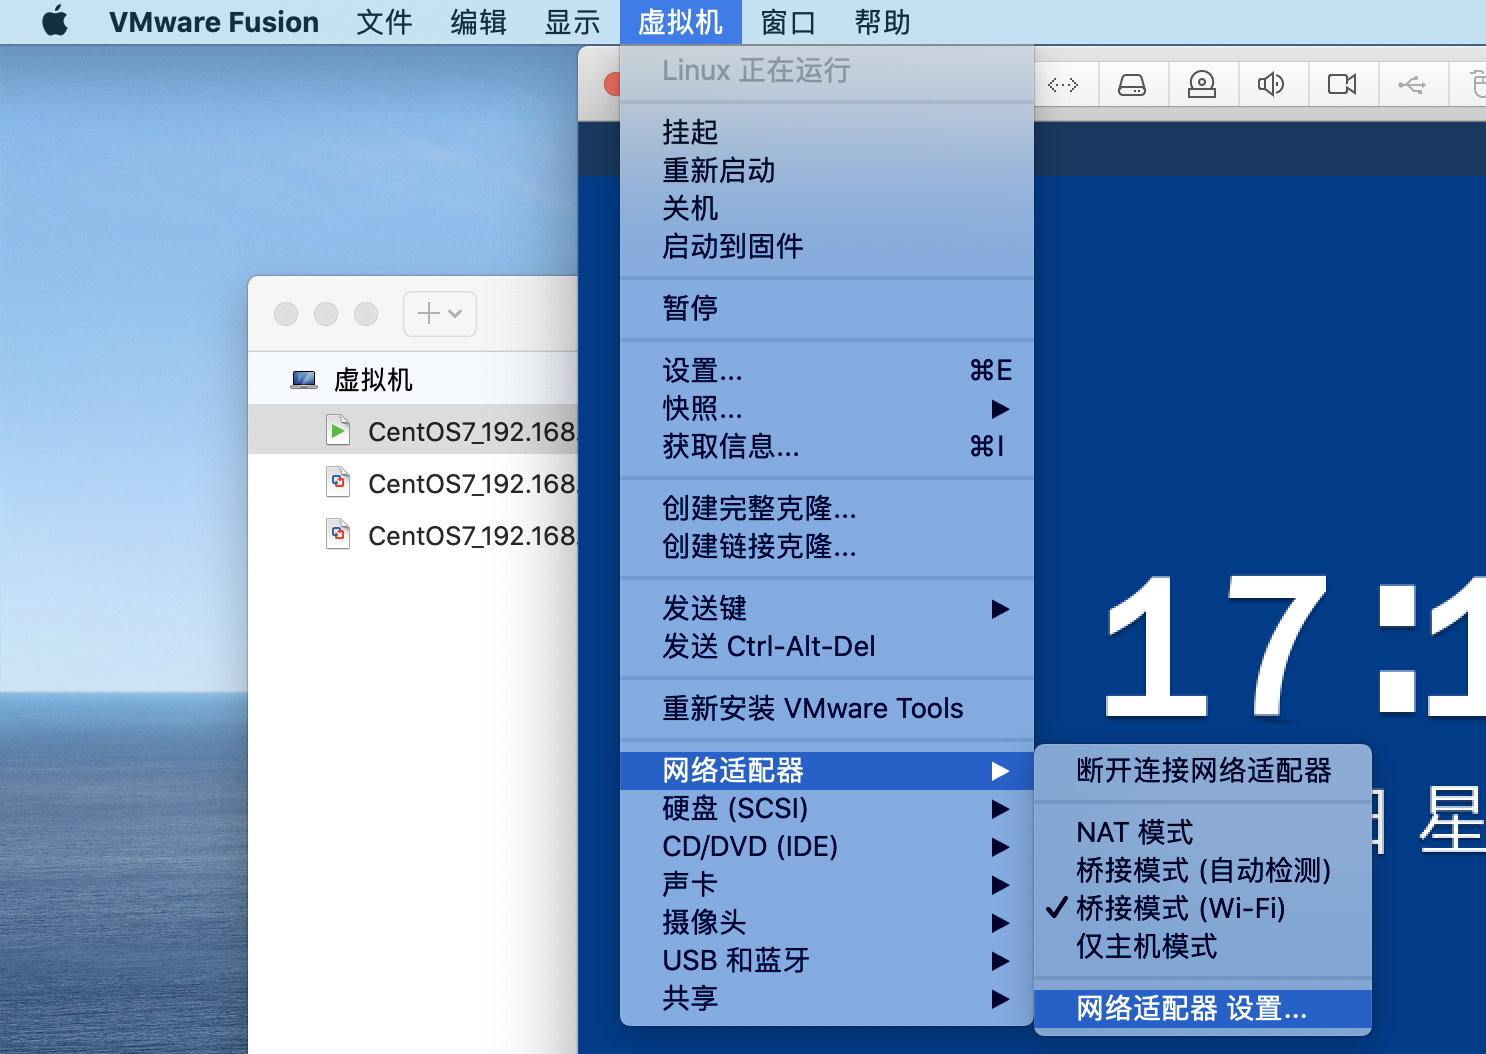 VMware Fusion 文件 编辑 显示 虚拟机 窗口 帮助
Linux 正在运行
挂起
重新启动
关机
启动到固件
暂停
设置... ⌘E
快照...
获取信息... ⌘I
创建完整克隆...
创建链接克隆...
发送键
发送 Ctrl-Alt-Del
重新安装 VMware Tools
网络适配器
硬盘 (SCSI)
CD/DVD (IDE)
声卡
摄像头
USB 和蓝牙
共享
断开连接网络适配器
NAT 模式
桥接模式 (自动检测)
桥接模式 (Wi-Fi)
仅主机模式
网络适配器 设置...
虚拟机
CentOS7_192.168.
CentOS7_192.168.
CentOS7_192.168.
17:1
日 星